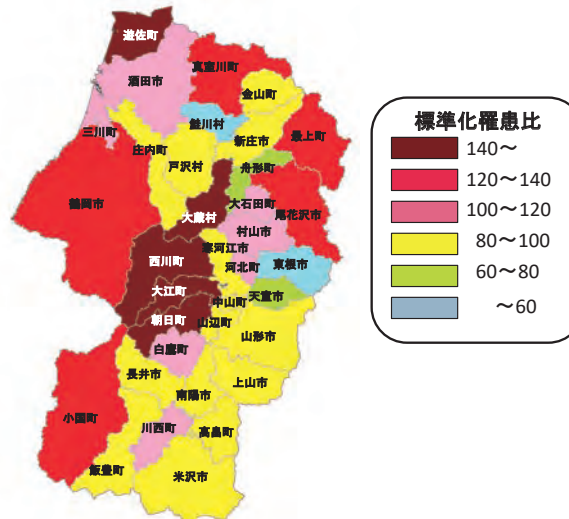 遊佐町
酒田市
真室川町
金山町
鮭川村
三川町
庄内町
新庄市
最上町
戸沢村
舟形町
鶴岡市
大石田町
尾花沢市
大蔵村
村山市
寒河江市
西川町
河北町
東根市
大江町
天童市
中山町
朝日町
山辺町
山形市
白鷹町
長井市
上山市
南陽市
小国町
川西町
高畠町
飯豊町
米沢市
標準化罹患比
140～
120～140
100～120
80～100
60～80
～60